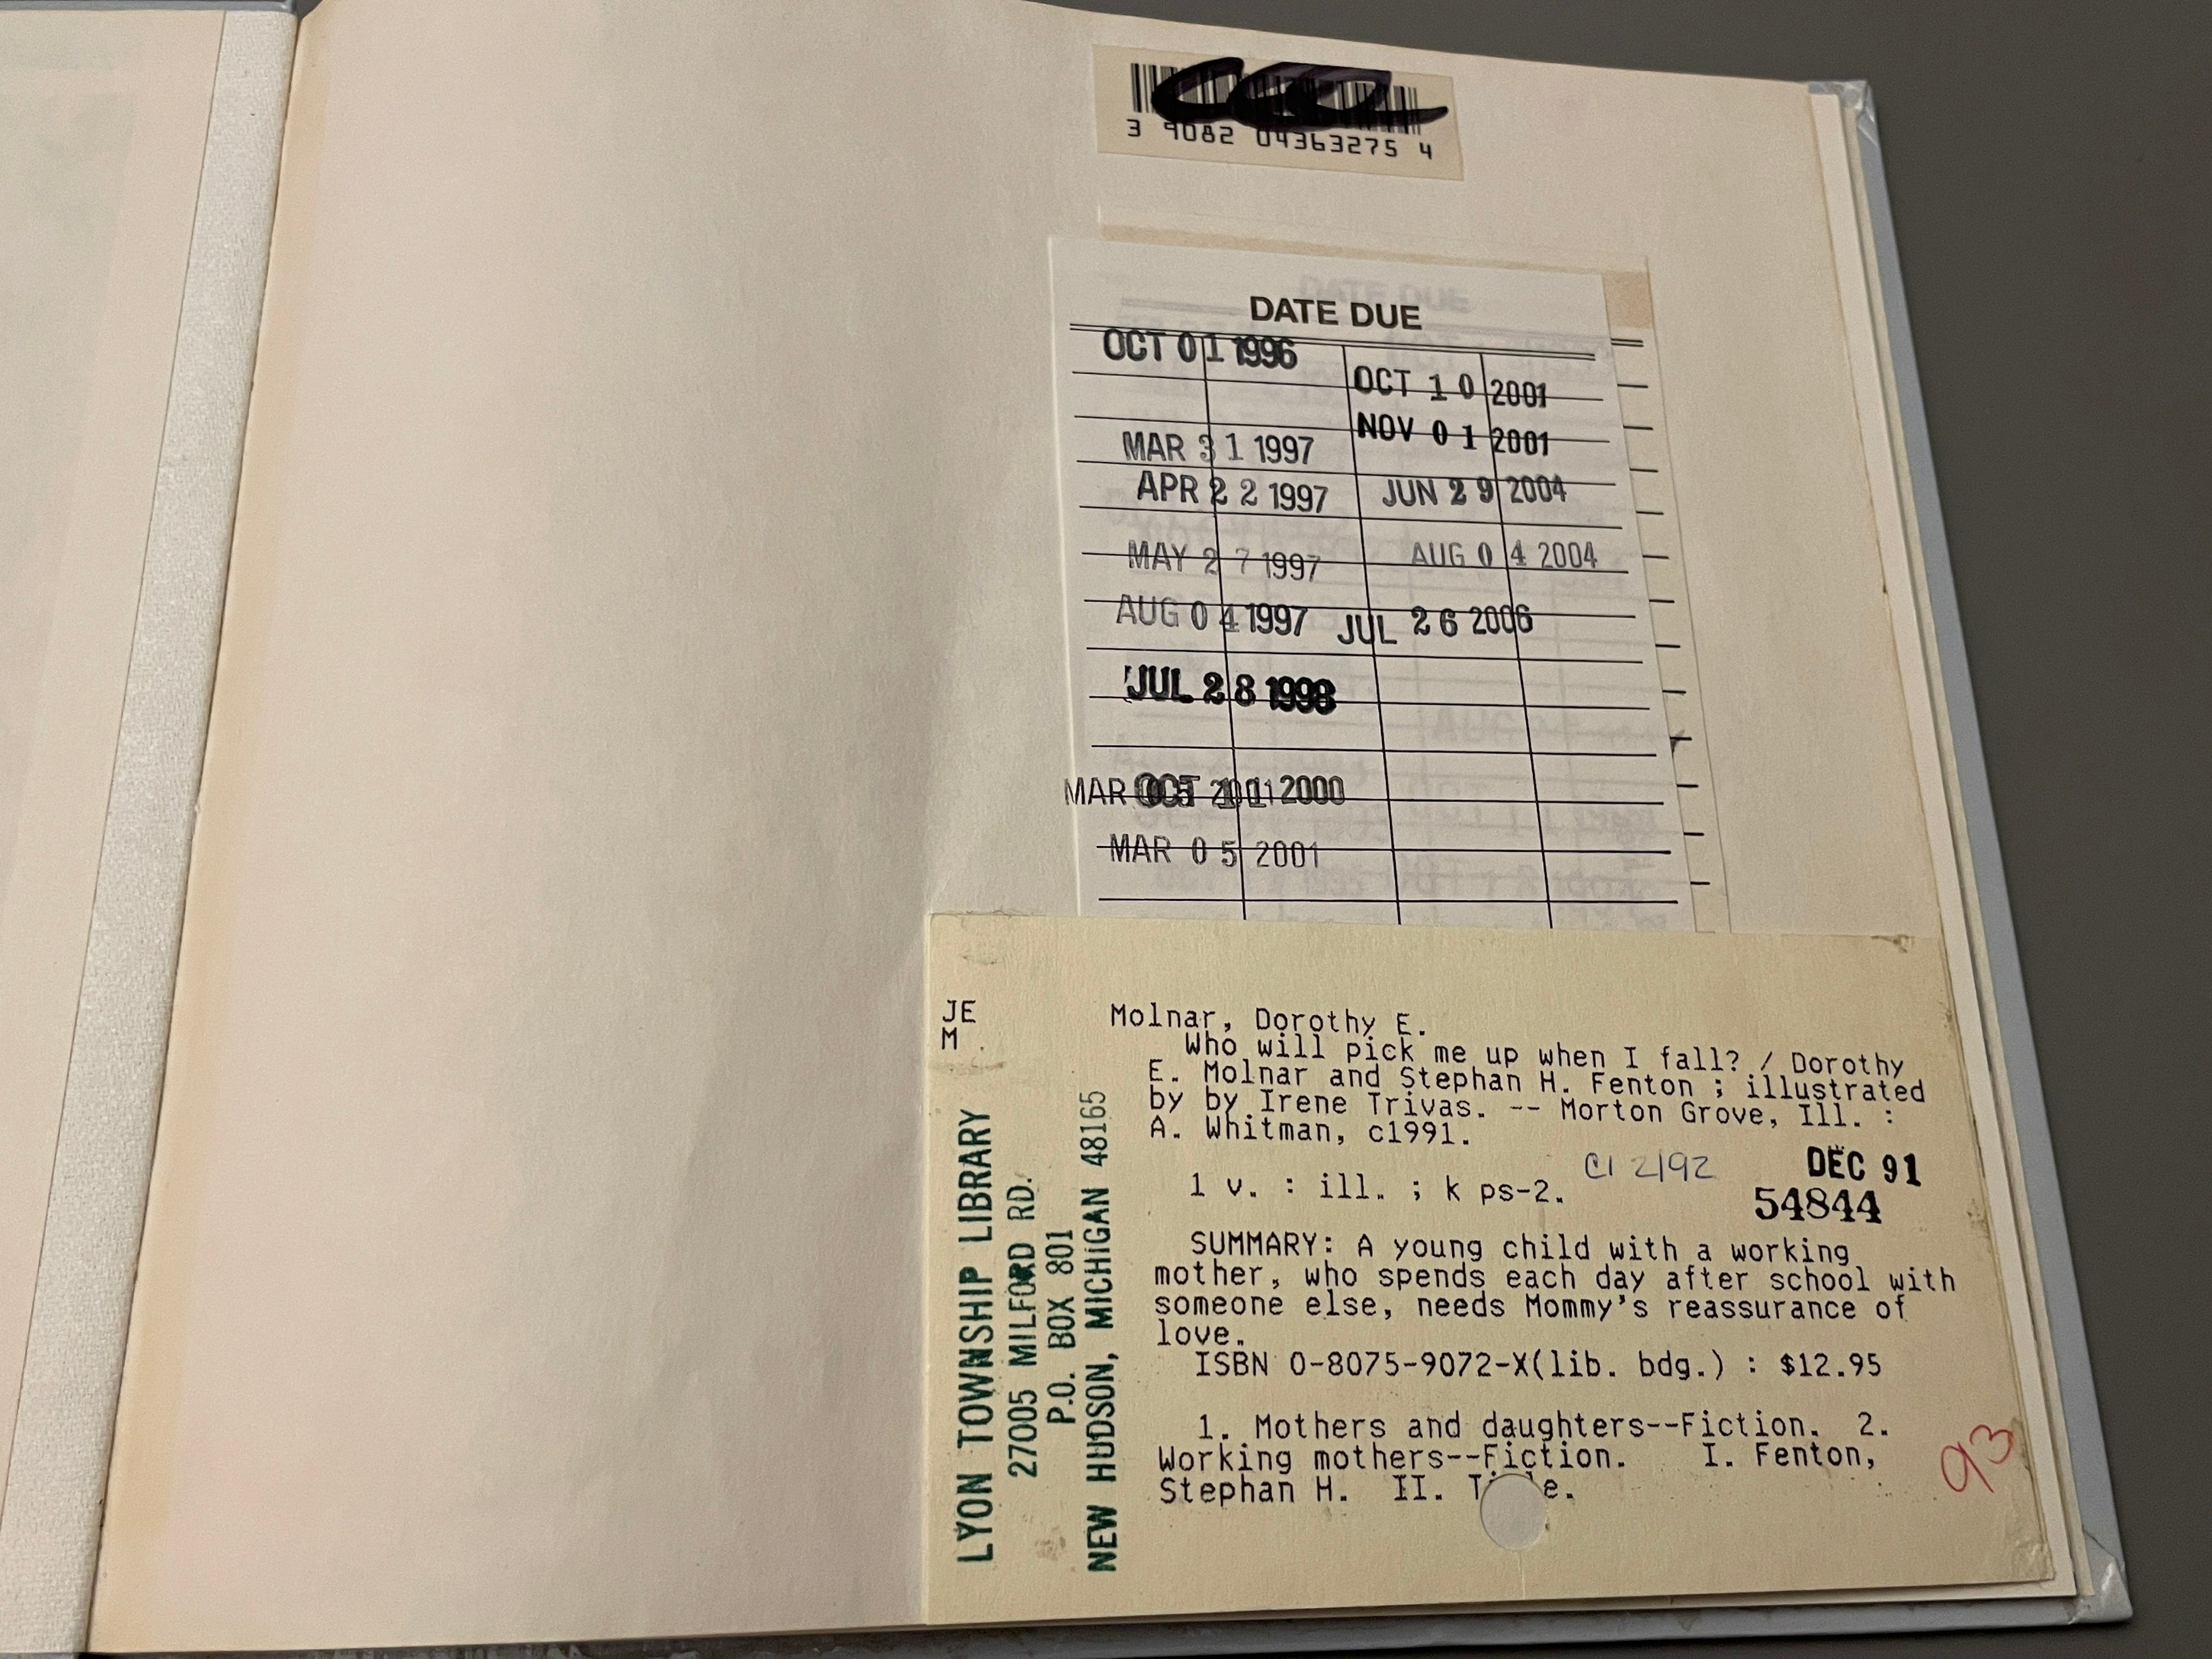 3 9082 04363275 4
DATE DUE
OCT 01 1996
MAR 31 1997
APR 22 1997
MAY 27 1997
AUG 04 1997
JUL 28 1998
MAR OCT 2000
MAR 05 2001
OCT 10 2001
NOV 01 2001
JUN 29 2004
AUG 04 2004
JUL 26 2006
JE
M
Molnar, Dorothy E.
Who will pick me up when I fall? / Dorothy
E. Molnar and Stephan H. Fenton ; illustrated
by by Irene Trivas. -- Morton Grove, Ill. :
A. Whitman, c1991.
1 v. : ill. ; k ps-2.
2/92
DEC 91
54844
SUMMARY: A young child with a working
mother, who spends each day after school with
someone else, needs Mommy's reassurance of
love.
ISBN 0-8075-9072-X(lib. bdg.) : $12.95
1. Mothers and daughters--Fiction. 2.
Working mothers--Fiction. I. Fenton,
Stephan H. II.
93
LYON TOWNSHIP LIBRARY
27005 MILFORD RD.
P.O. BOX 801
NEW HUDSON, MICHIGAN 48165